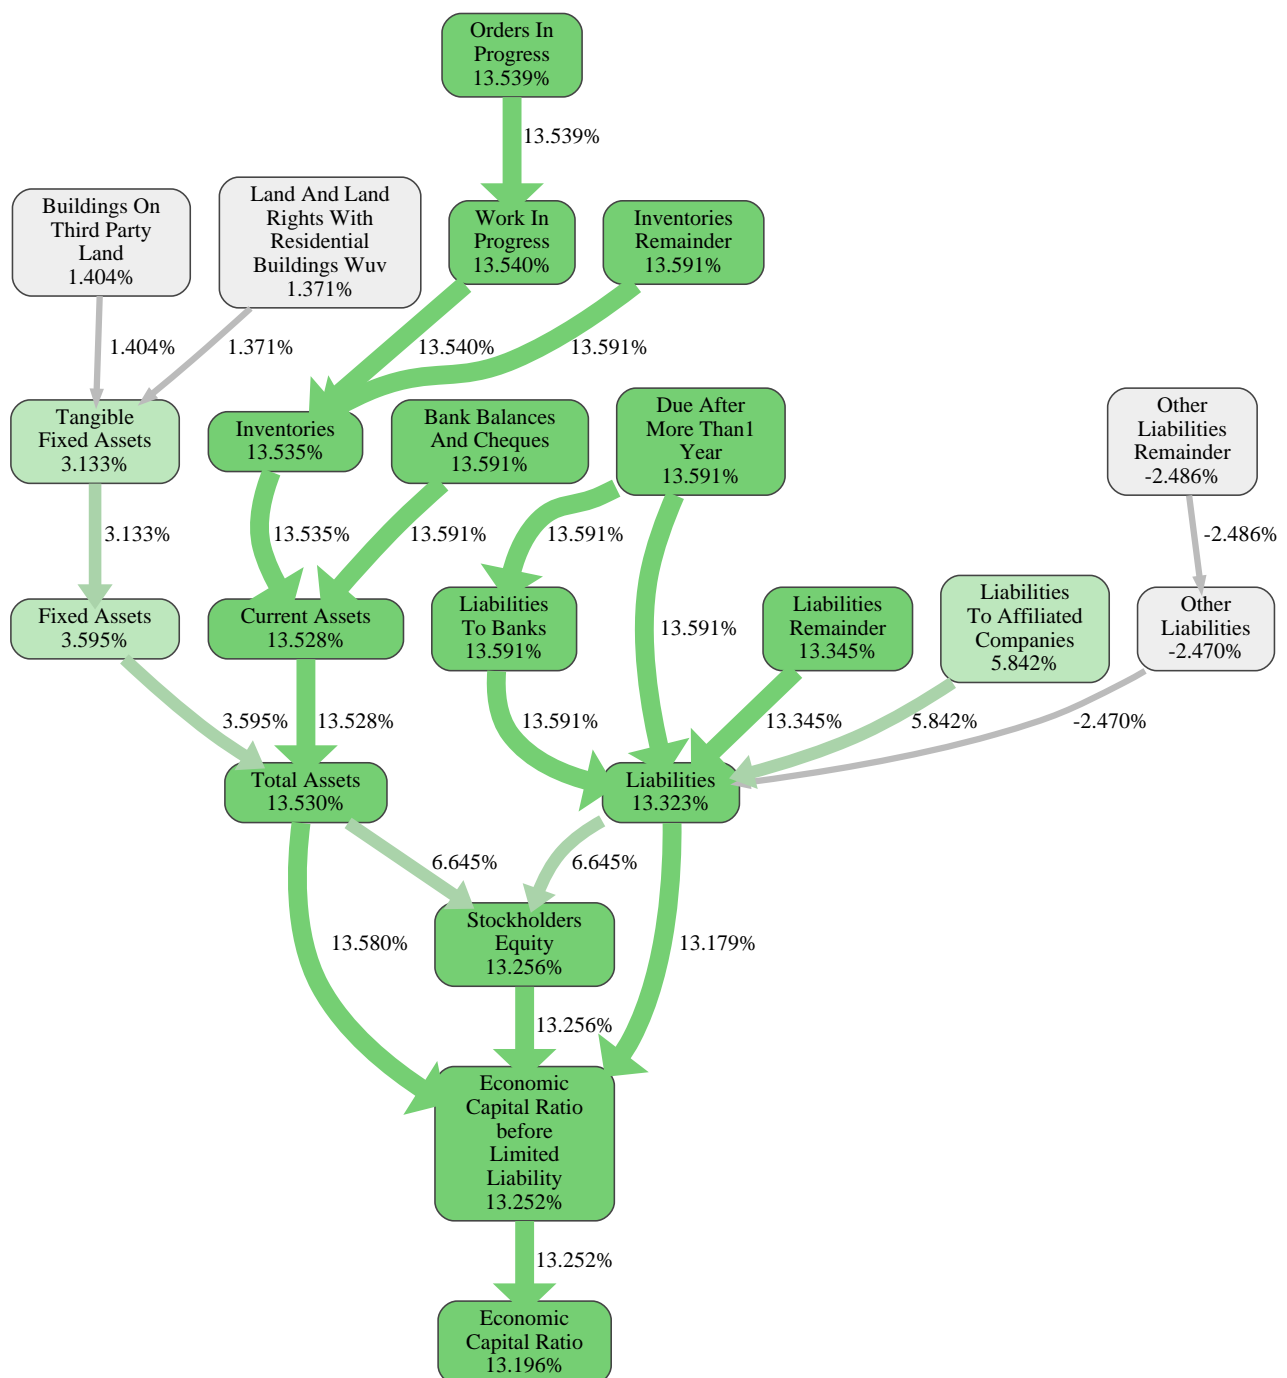 Orders In
Progress
13.539%
13.539%
Buildings On
Third Party
Land
1.404%
Land And Land
Rights With
Residential
Buildings Wuv
1.371%
Work In
Progress
13.540%
Inventories
Remainder
13.591%
1.404%
1.371%
13.540%
13.591%
Tangible
Fixed Assets
3.133%
Inventories
13.535%
Bank Balances
And Cheques
13.591%
Due After
More Than1
Year
13.591%
Other
Liabilities
Remainder
-2.486%
3.133%
13.535%
13.591%
13.591%
-2.486%
Fixed Assets
3.595%
Current Assets
13.528%
Liabilities
To Banks
13.591%
13.591%
Liabilities
Remainder
13.345%
Liabilities
To Affiliated
Companies
5.842%
Other
Liabilities
-2.470%
3.595%
13.528%
13.591%
13.345%
5.842%
-2.470%
Total Assets
13.530%
Liabilities
13.323%
6.645%
6.645%
13.580%
Stockholders
Equity
13.256%
13.179%
13.256%
Economic
Capital Ratio
before
Limited
Liability
13.252%
13.252%
Economic
Capital Ratio
13.196%